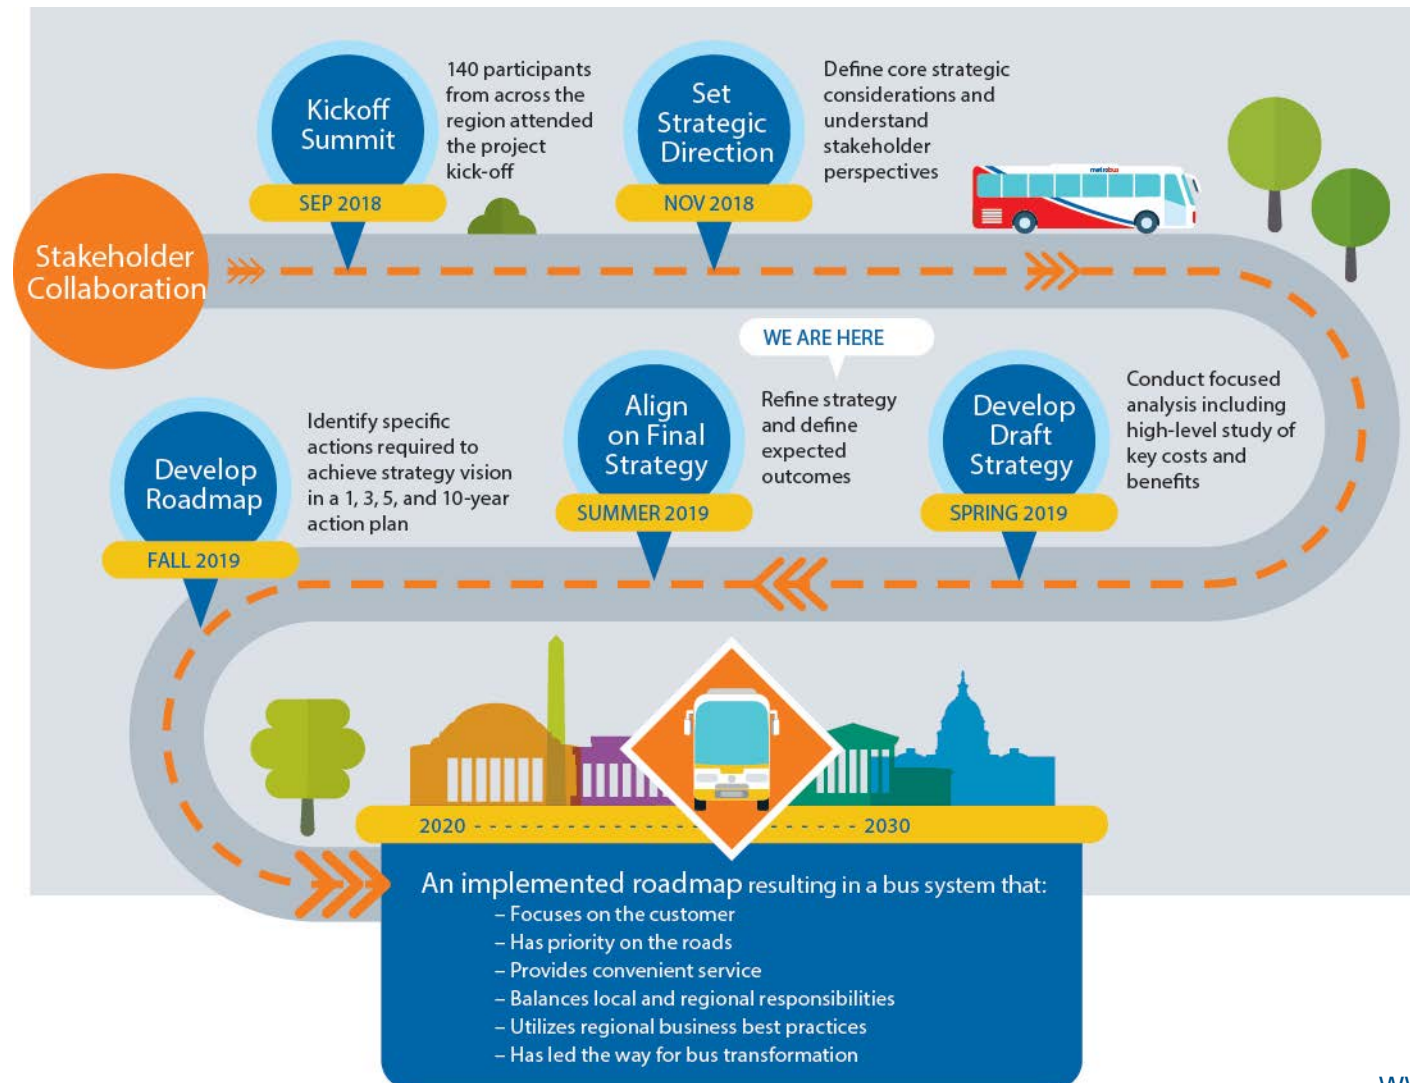 Kickoff
Summit
SEP 2018
140 participants
from across the
region attended
the project
kick-off
Set
Strategic
Direction
NOV 2018
Define core strategic
considerations and
understand
stakeholder
perspectives
metrobus
Stakeholder
Collaboration
WE ARE HERE
Develop
Draft
Strategy
SPRING 2019
Conduct focused
analysis including
high-level study of
key costs and
benefits
Align
on Final
Strategy
SUMMER 2019
Refine strategy
and define
expected
outcomes
Develop
Roadmap
FALL 2019
Identify specific
actions required to
achieve strategy vision
in a 1, 3, 5, and 10-year
action plan
2020 - - - - - - - - - - - - - - - - - - - - 2030
An implemented roadmap resulting in a bus system that:
– Focuses on the customer
– Has priority on the roads
– Provides convenient service
– Balances local and regional responsibilities
– Utilizes regional business best practices
– Has led the way for bus transformation